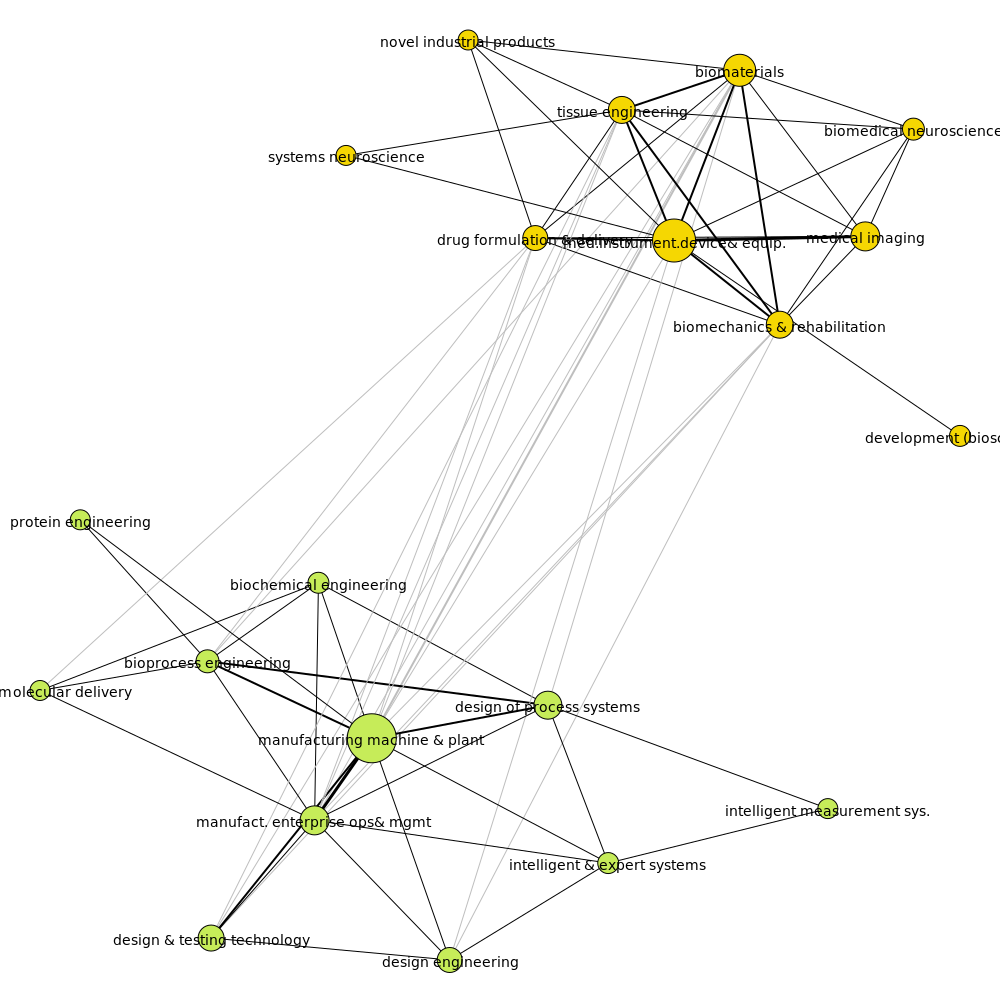 novel industrial products
biomaterials
tissue engineering
biomedical neuroscience
systems neuroscience
drug formulation & delivery
med.instrument.device& equip.
medical imaging
biomechanics & rehabilitation
development (biosc
protein engineering
biochemical engineering
bioprocess engineering
molecular delivery
design of process systems
manufacturing machine & plant
intelligent measurement sys.
manufact. enterprise ops& mgmt
intelligent & expert systems
design & testing technology
design engineering